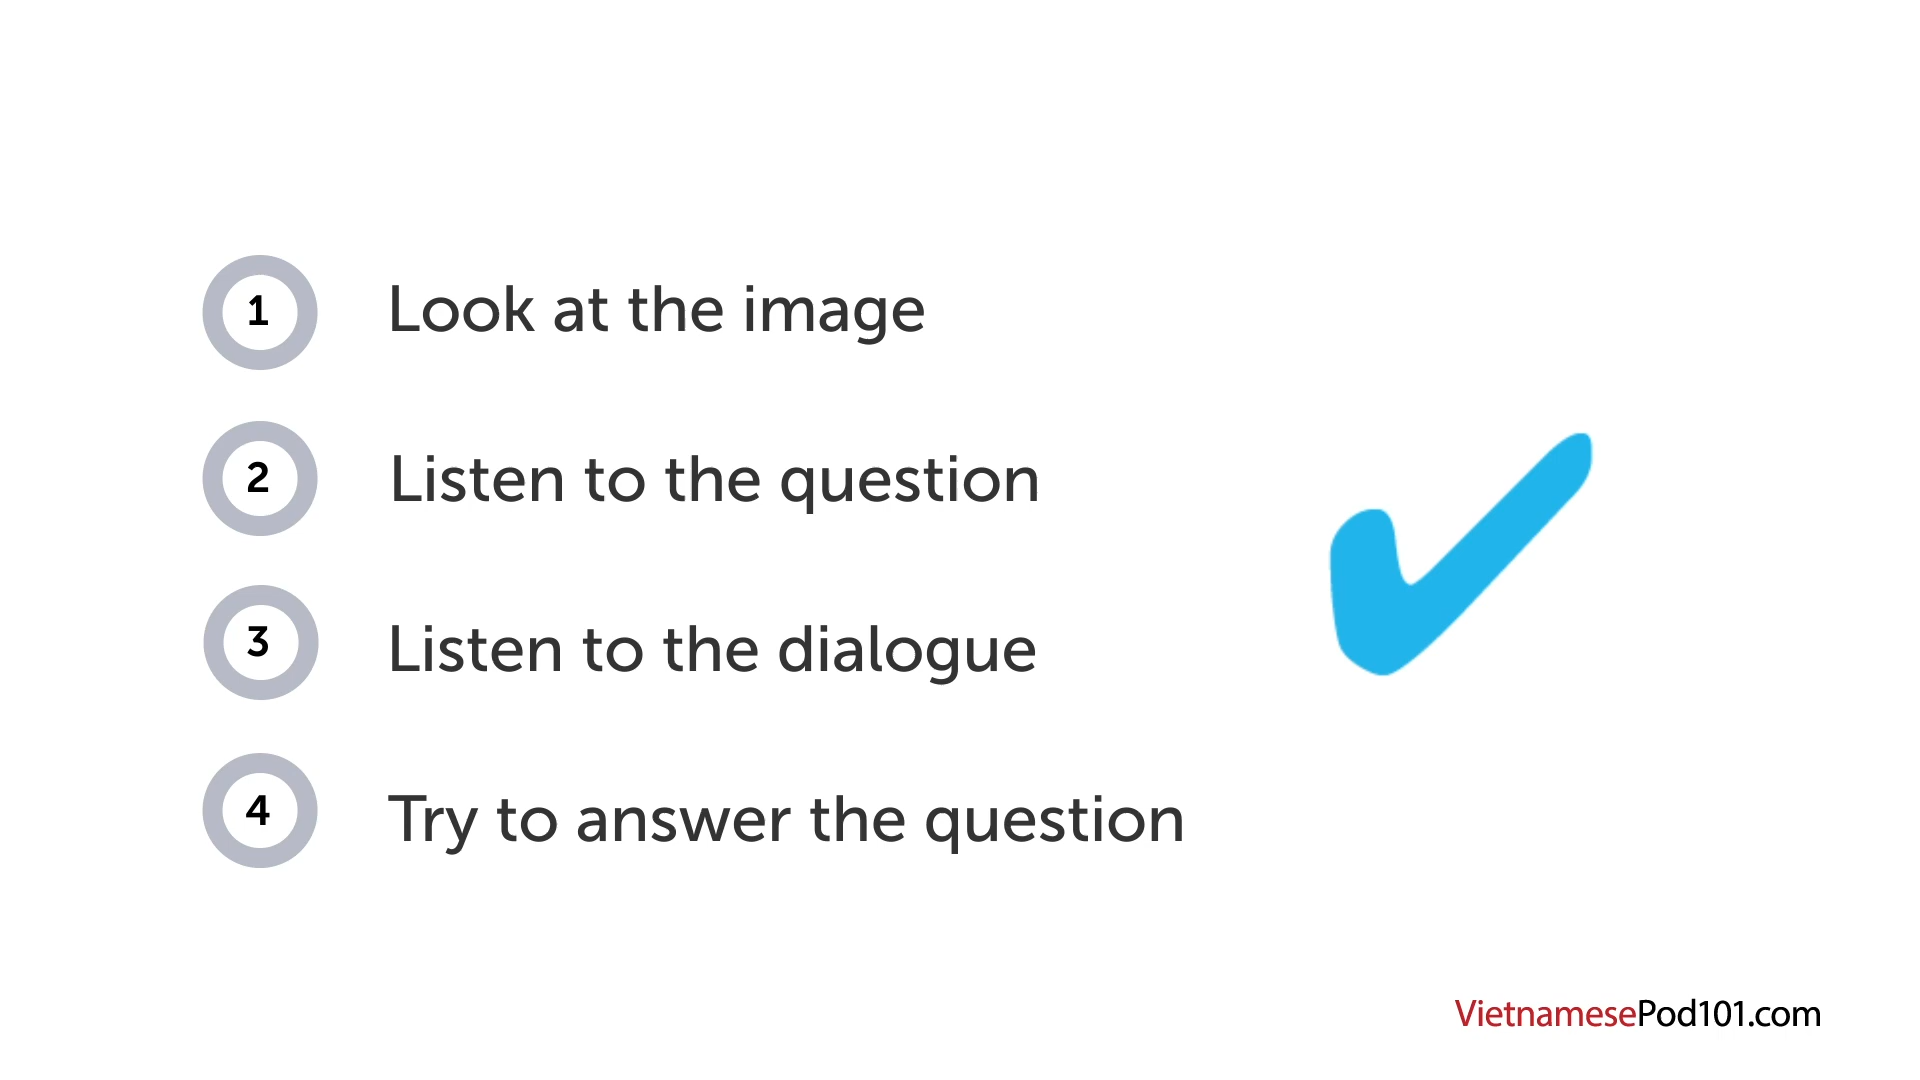 1 Look at the image
2 Listen to the question
3 Listen to the dialogue
4 Try to answer the question
VietnamesePod101.com